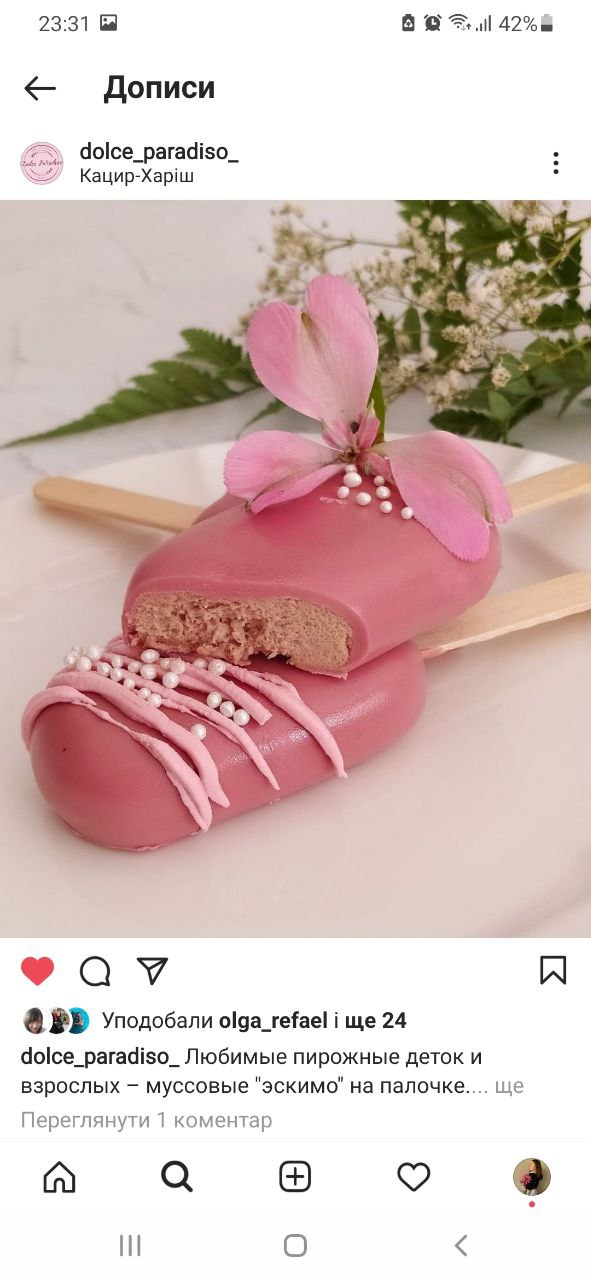 23:31 42%
Дописи
dolce_paradiso_
Кацир-Харіш
Уподобали olga_refael і ще 24
dolce_paradiso_ Любимые пирожные деток и
взрослых – муссовые "эскимо" на палочке.... ще
Переглянути 1 коментар